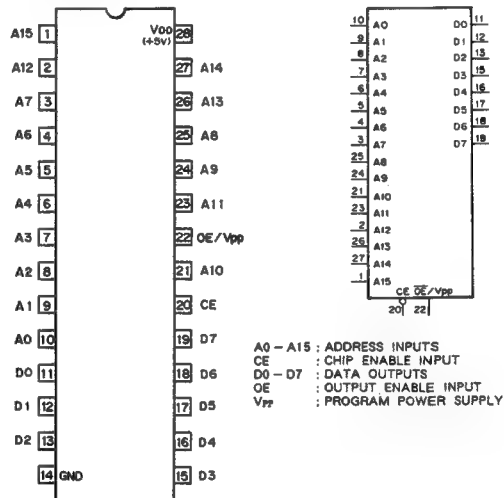 A15 1 VDD 28
(+5V)
A12 2 27 A14
A7 3 26 A13
A6 4 25 A8
A5 5 24 A9
A4 6 23 A11
A3 7 22 OE/Vpp
A2 8 21 A10
A1 9 20 CE
A0 10 19 D7
D0 11 18 D6
D1 12 17 D5
D2 13 16 D4
14 GND 15 D3
10 A0 D0 11
9 A1 D1 12
8 A2 D2 13
7 A3 D3 15
6 A4 D4 16
5 A5 D5 17
4 A6 D6 18
3 A7 D7 19
25 A8
24 A9
21 A10
23 A11
2 A12
26 A13
27 A14
1 A15
CE OE/Vpp
20 22
A0 - A15 : ADDRESS INPUTS
CE : CHIP ENABLE INPUT
D0 - D7 : DATA OUTPUTS
OE : OUTPUT ENABLE INPUT
VPP : PROGRAM POWER SUPPLY